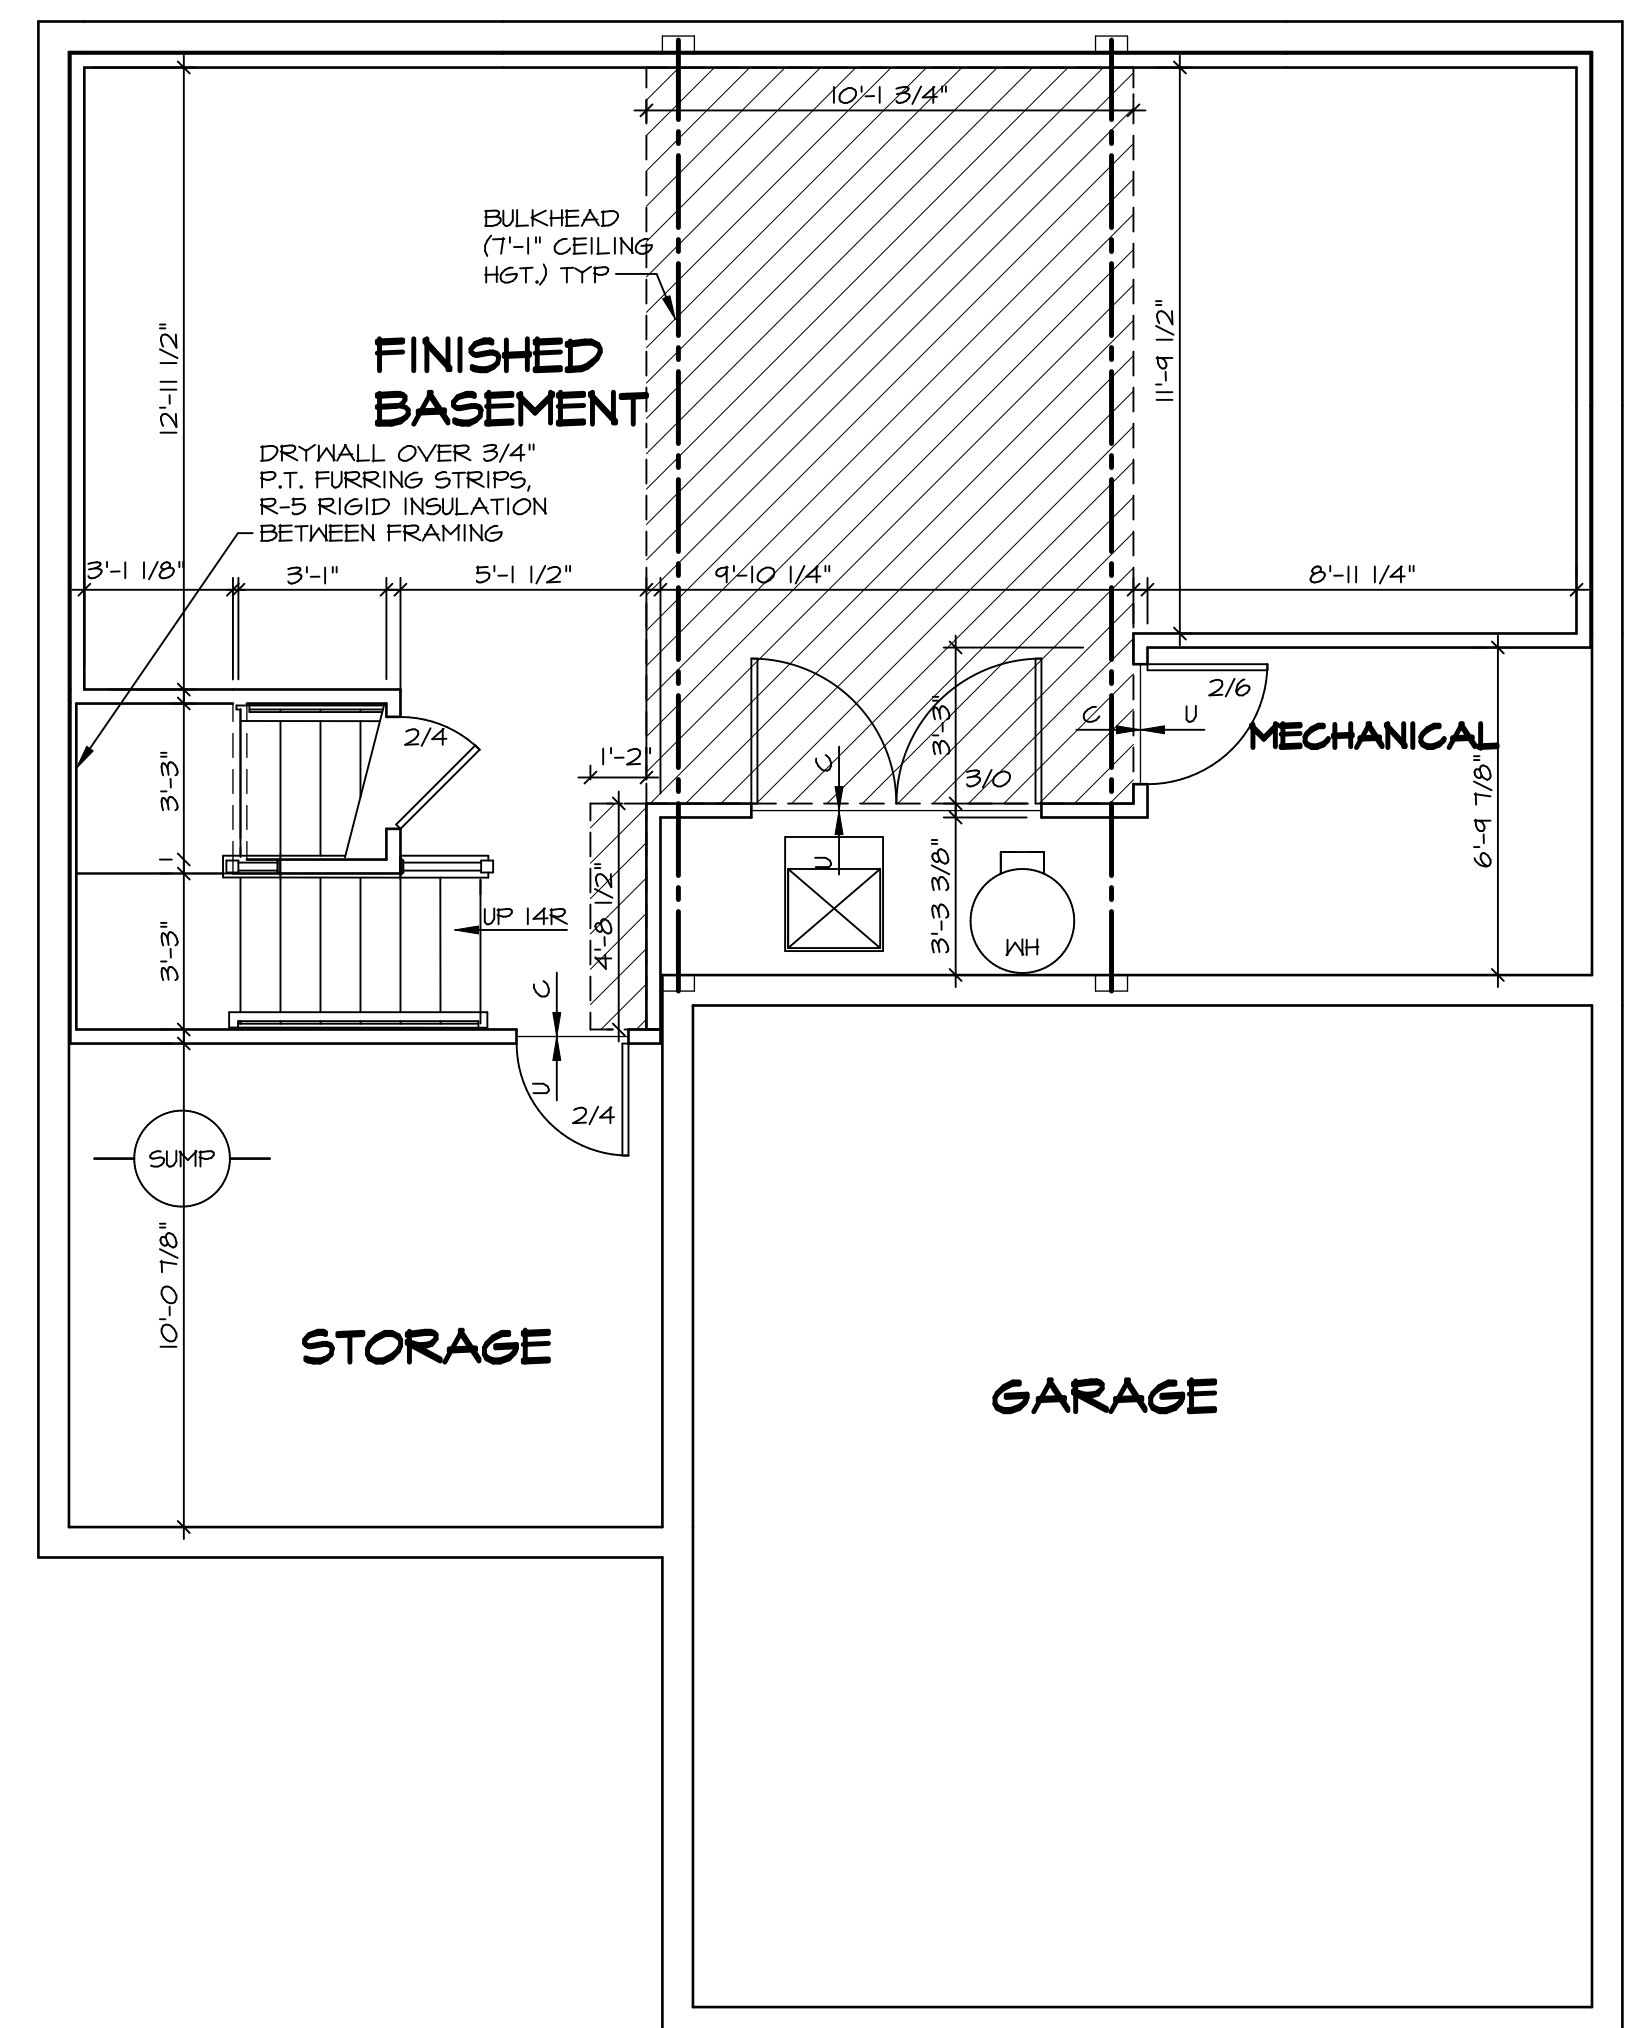 10'-1 3/4"
BULKHEAD
(7'-1" CEILING
HGT.) TYP
12'-11 1/2"
11'-9 1/2"
FINISHED
BASEMENT
DRYWALL OVER 3/4"
P.T. FURRING STRIPS,
R-5 RIGID INSULATION
BETWEEN FRAMING
3'-1 1/8"
3'-1"
5'-1 1/2"
9'-10 1/4"
8'-11 1/4"
2/6
C
U
MECHANICAL
3'-3"
2/4
1'-2"
3'-3"
C
3/0
6'-9 7/8"
1
U
4'-8 1/2"
3'-3 3/8"
UP 14R
3'-3"
WH
C
U
2/4
SUMP
10'-0 7/8"
STORAGE
GARAGE